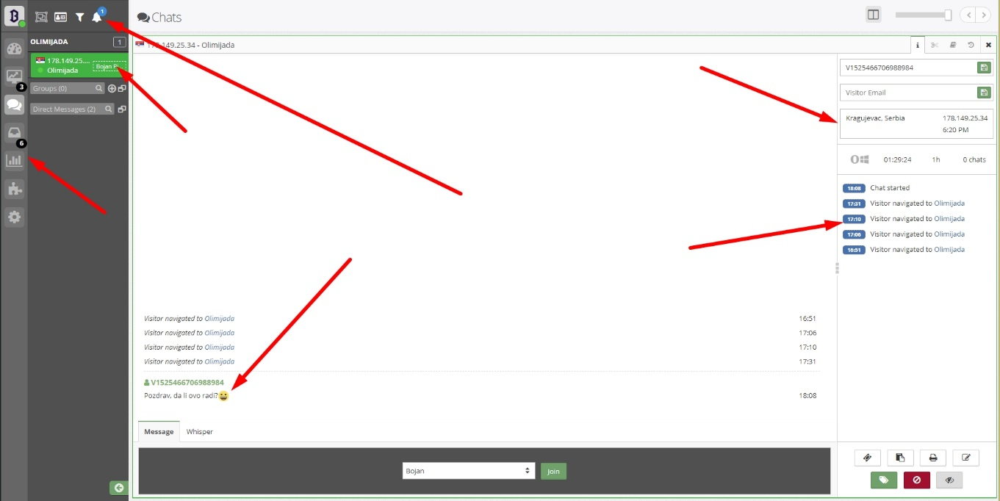 1
Chats
OLIMIJADA
1
178.149.25.34 - Olimijada
178.149.25....
Olimijada
Bojan Pi...
3
Groups (0)
Direct Messages (2)
6
V1525466706988984
Visitor Email
Kragujevac, Serbia
178.149.25.34
6:20 PM
01:29:24
1h
0 chats
18:08 Chat started
17:31 Visitor navigated to Olimijada
17:10 Visitor navigated to Olimijada
17:06 Visitor navigated to Olimijada
16:51 Visitor navigated to Olimijada
Visitor navigated to Olimijada 16:51
Visitor navigated to Olimijada 17:06
Visitor navigated to Olimijada 17:10
Visitor navigated to Olimijada 17:31
V1525466706988984
Pozdrav, da li ovo radi?😄 18:08
Message
Whisper
Bojan
Join